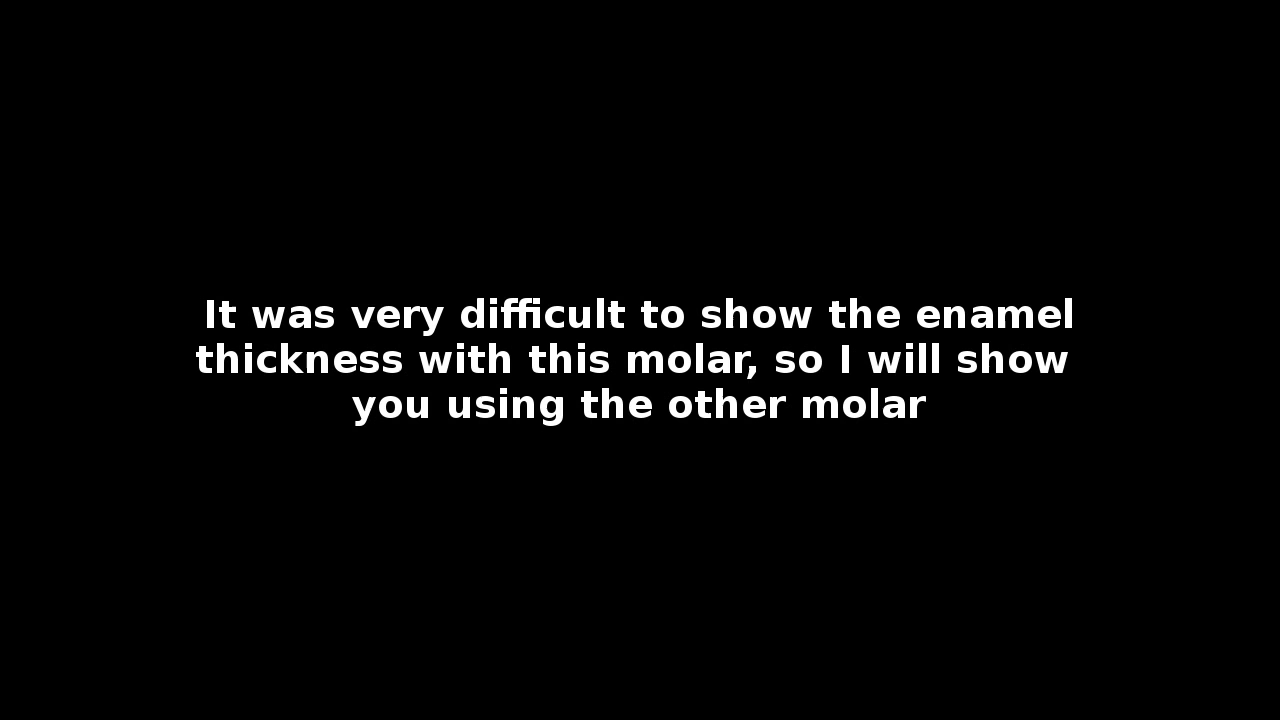 It was very difficult to show the enamel
thickness with this molar, so I will show
you using the other molar